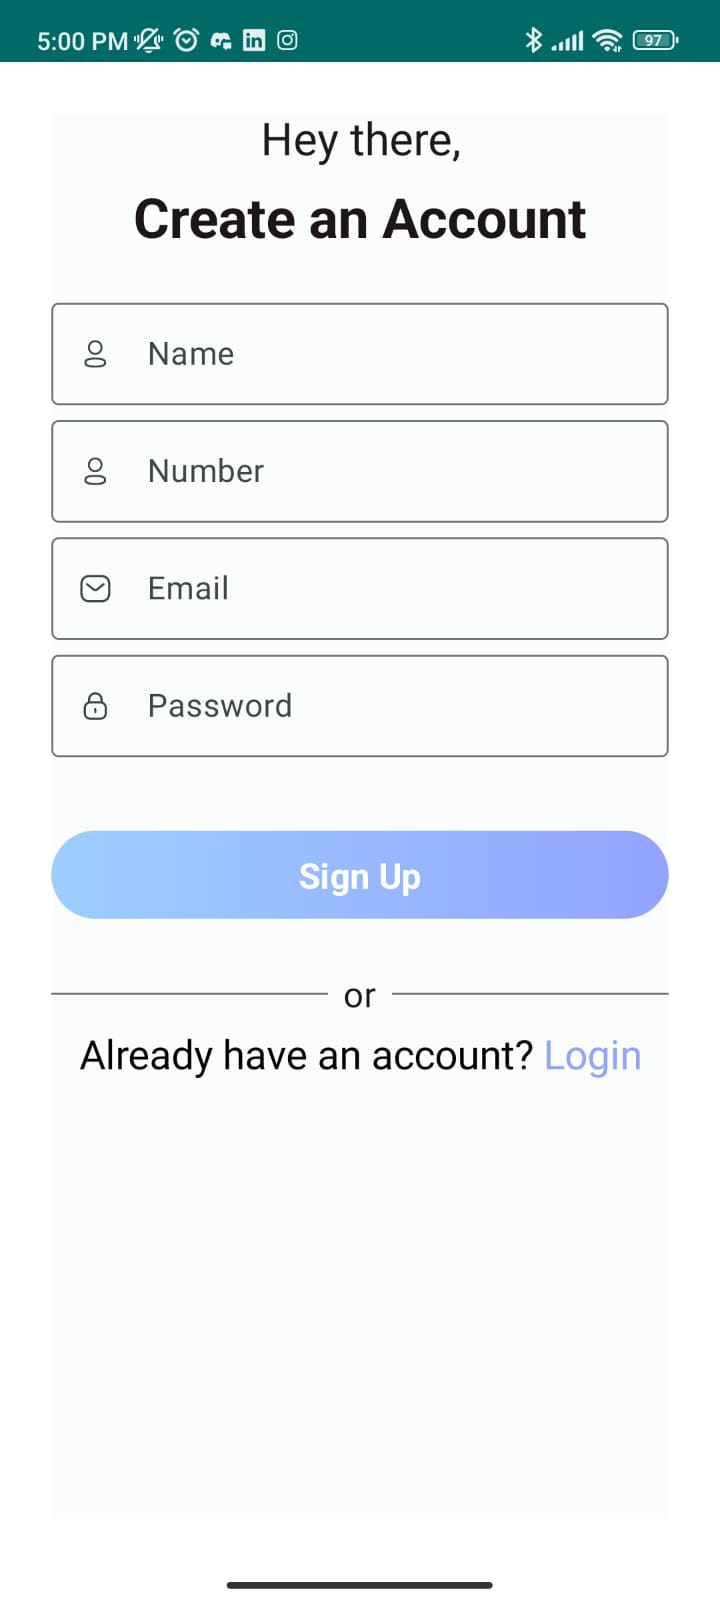 5:00 PM in 97
Hey there,
Create an Account
Name
Number
Email
Password
Sign Up
or
Already have an account? Login